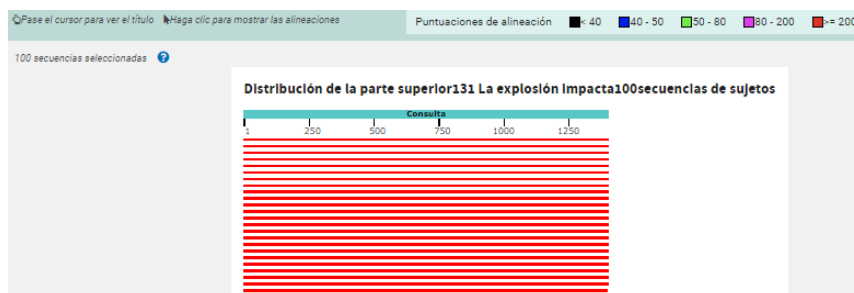 Pase el cursor para ver el título Haga clic para mostrar las alineaciones
Puntuaciones de alineación < 40 40 - 50 50 - 80 80 - 200 >= 200
100 secuencias seleccionadas ?
Distribución de la parte superior131 La explosión Impacta100secuencias de sujetos
Consulta
1 250 500 750 1000 1250